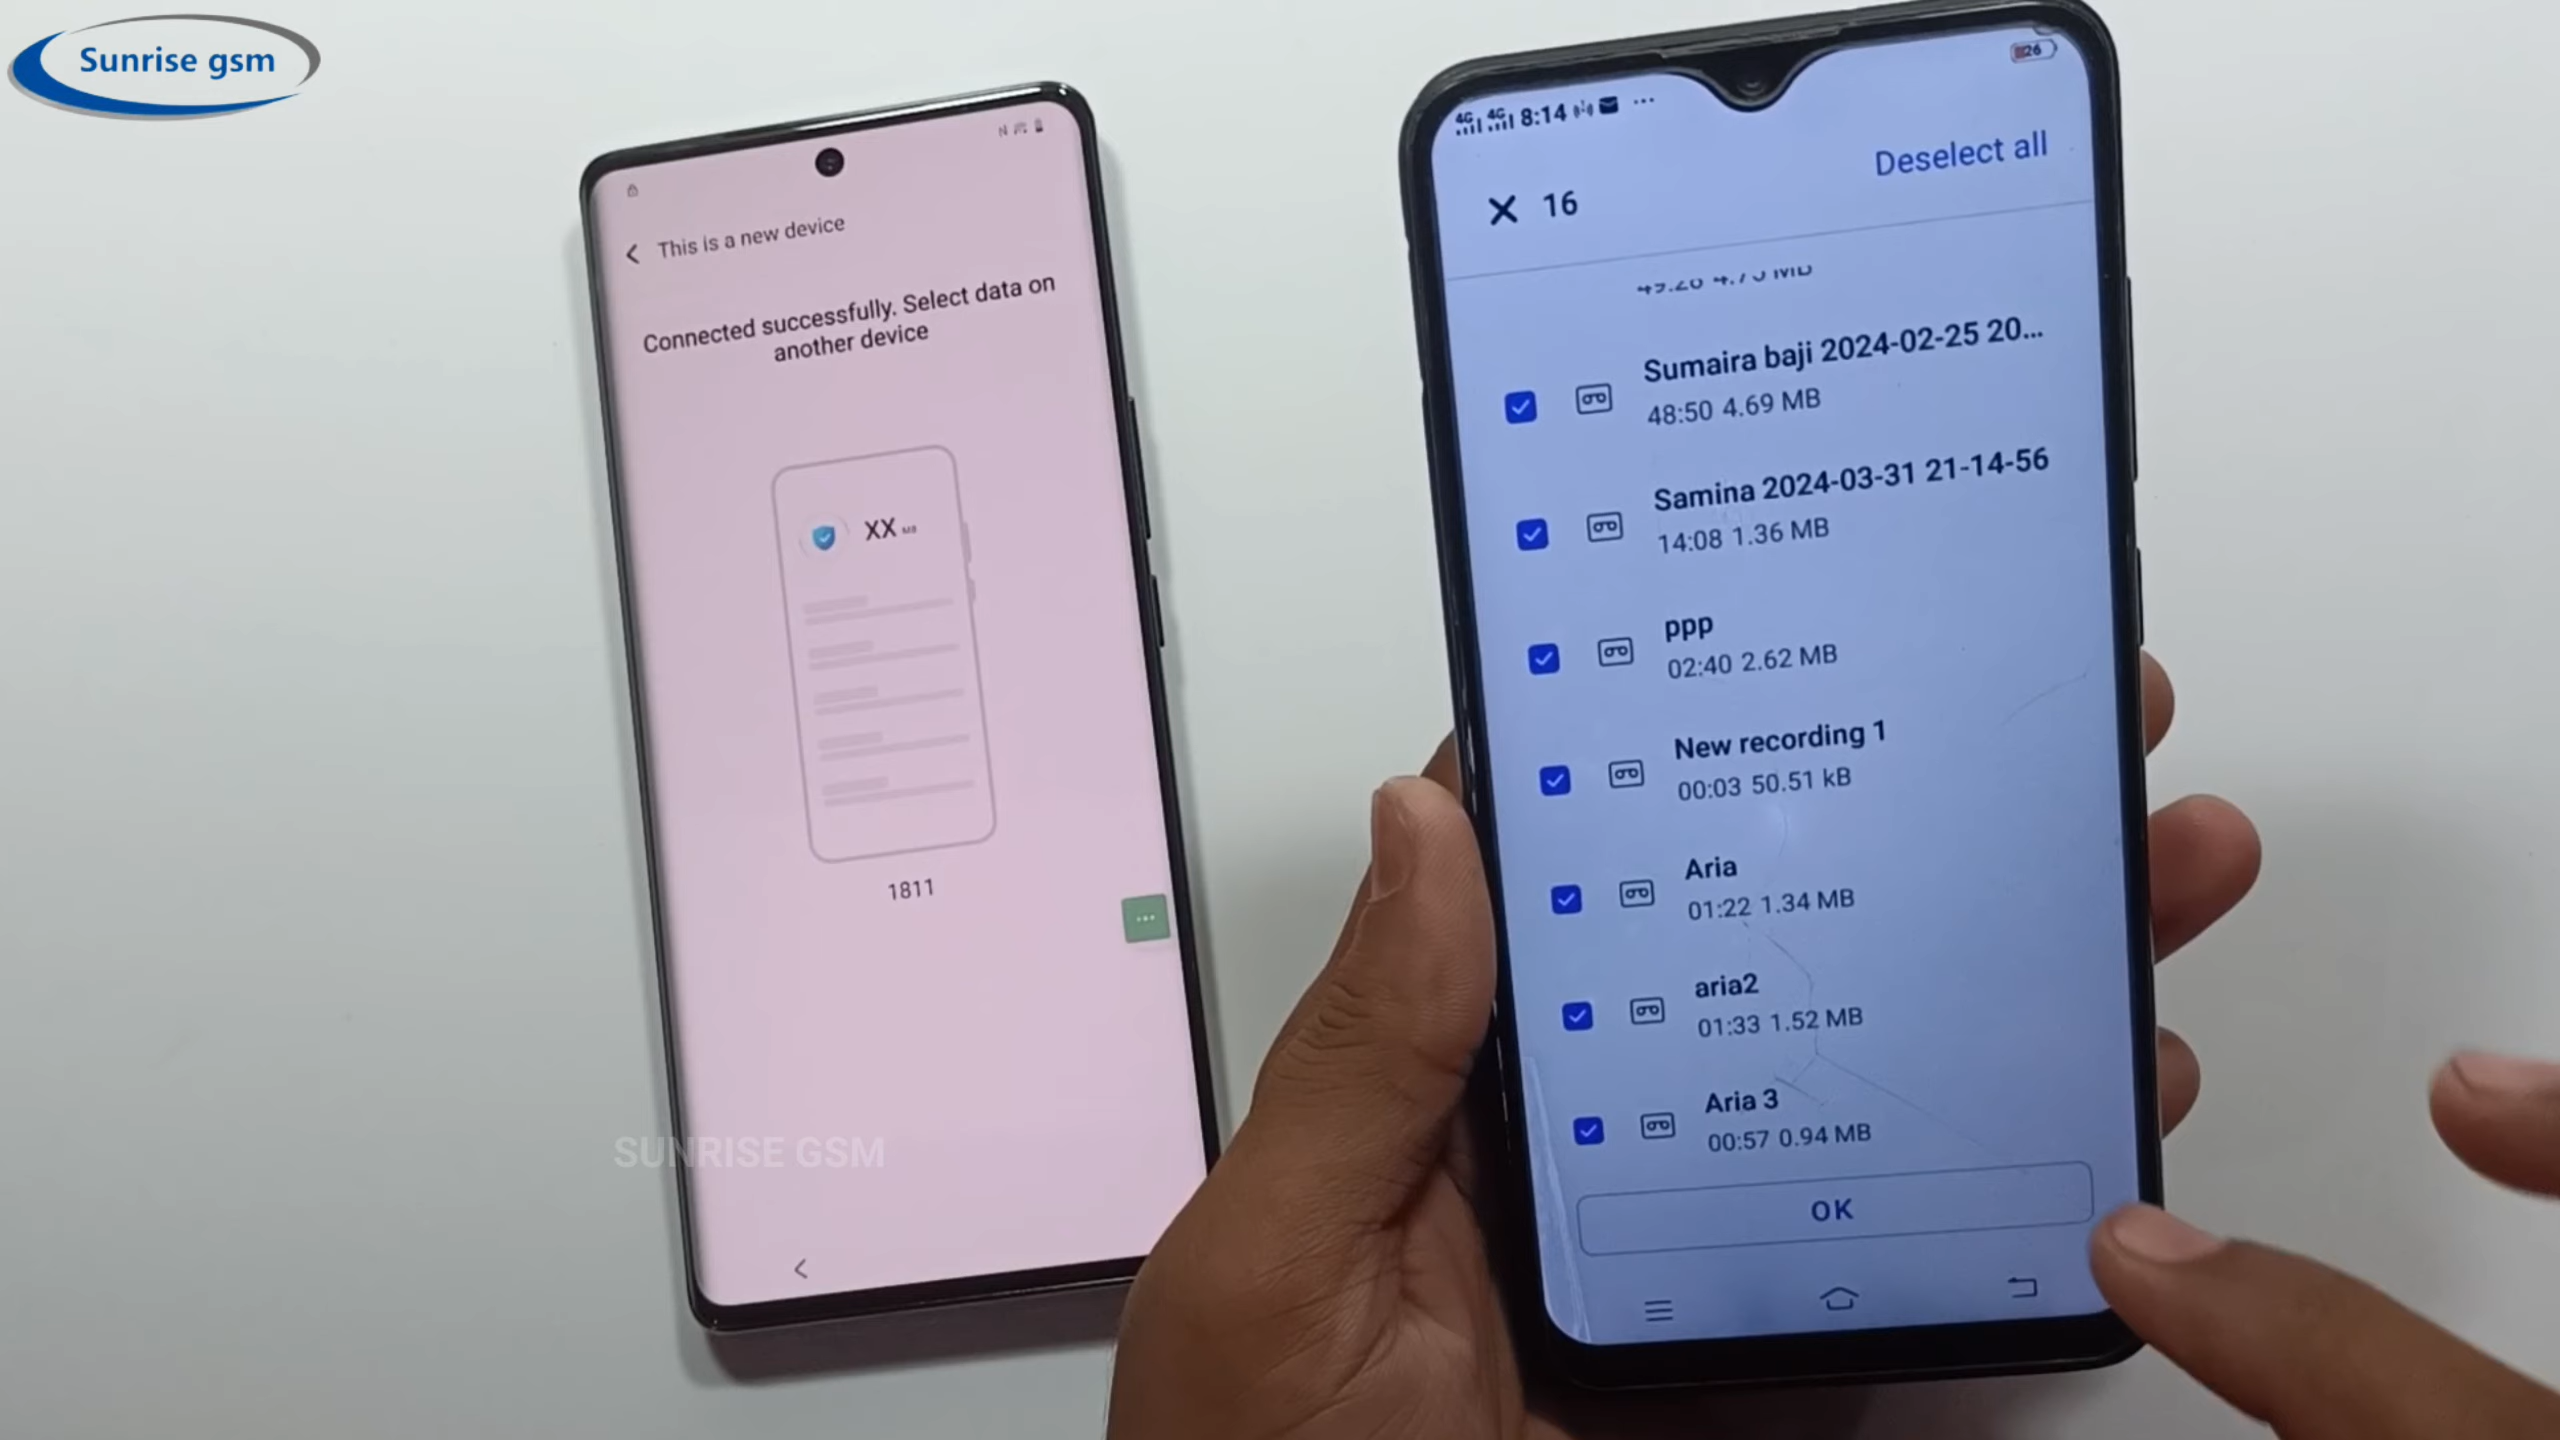 Sunrise gsm
This is a new device
Connected successfully. Select data on
another device
XX MB
1811
SUNRISE GSM
26
4G 4G 8:14 ...
16
Deselect all
Sumaira baji 2024-02-25 20...
48:50 4.69 MB
Samina 2024-03-31 21-14-56
14:08 1.36 MB
ppp
02:40 2.62 MB
New recording 1
00:03 50.51 kB
Aria
01:22 1.34 MB
aria2
01:33 1.52 MB
Aria 3
00:57 0.94 MB
OK